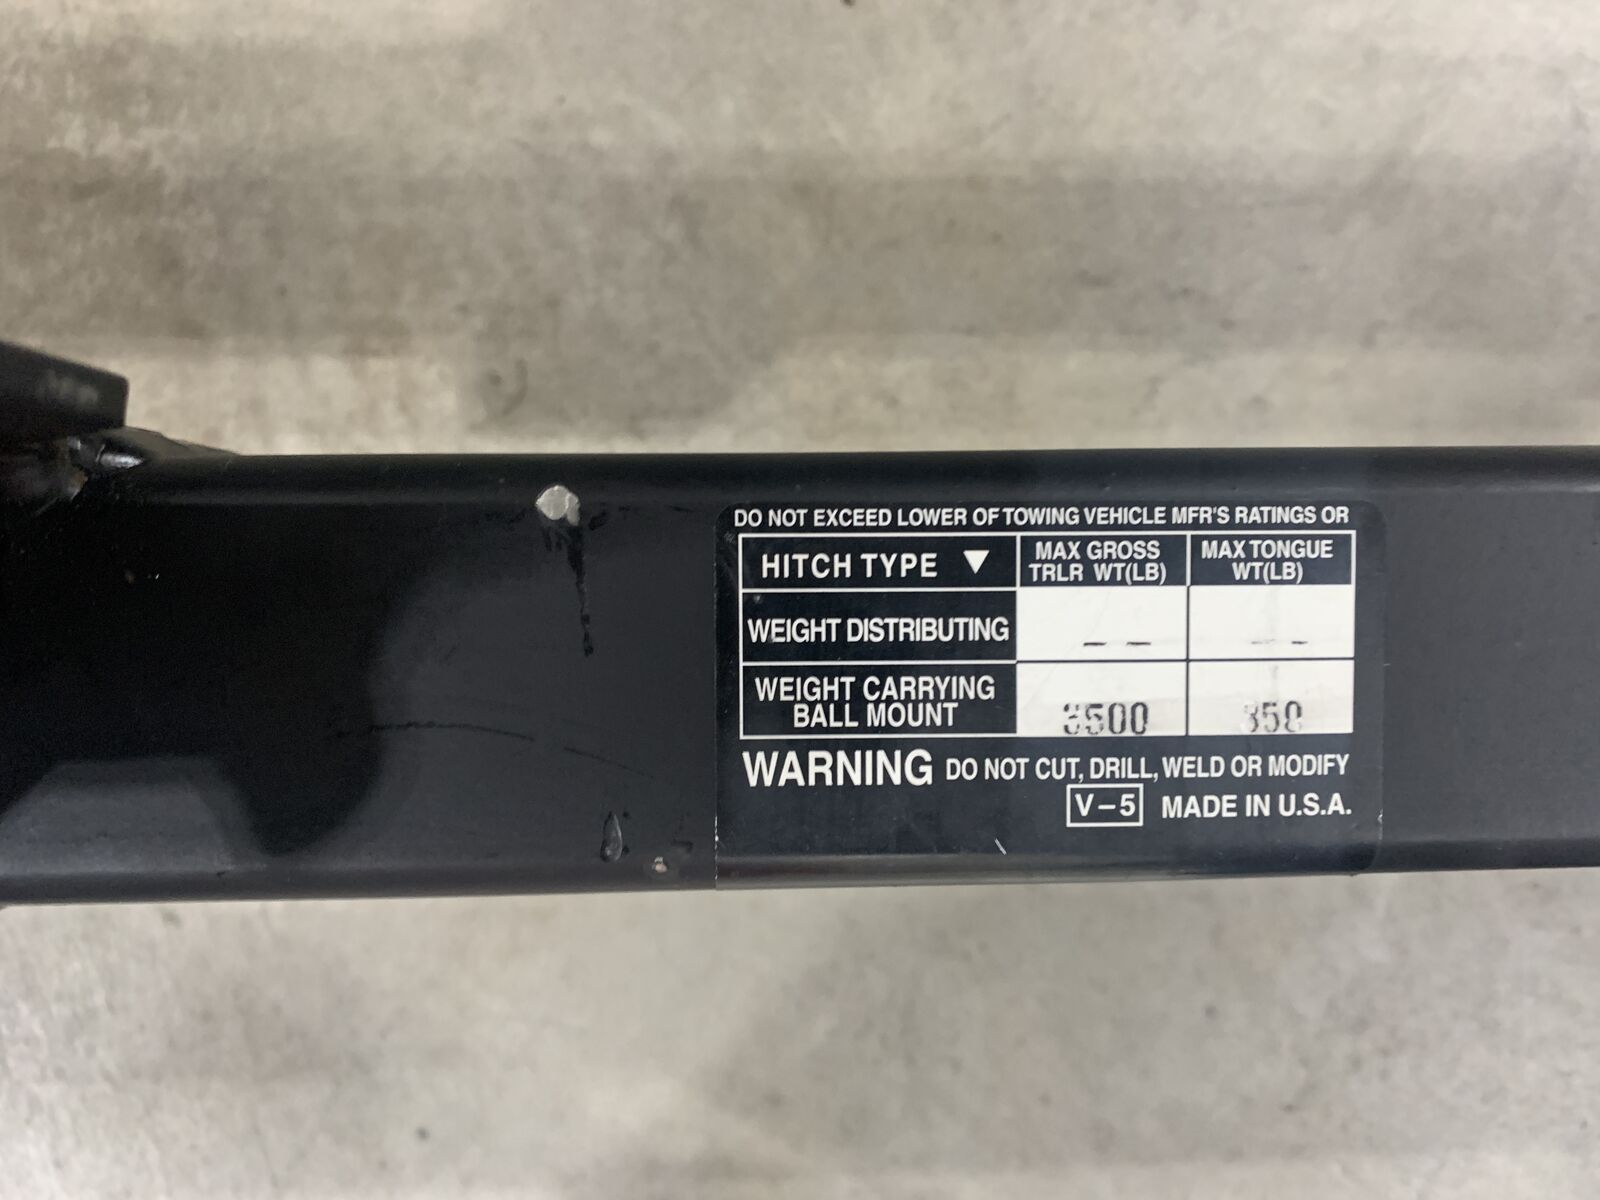 DO NOT EXCEED LOWER OF TOWING VEHICLE MFR'S RATINGS OR
HITCH TYPE ▼
MAX GROSS
TRLR WT(LB)
MAX TONGUE
WT(LB)
WEIGHT DISTRIBUTING
– –
– –
WEIGHT CARRYING
BALL MOUNT
3500
350
WARNING DO NOT CUT, DRILL, WELD OR MODIFY
V–5 MADE IN U.S.A.